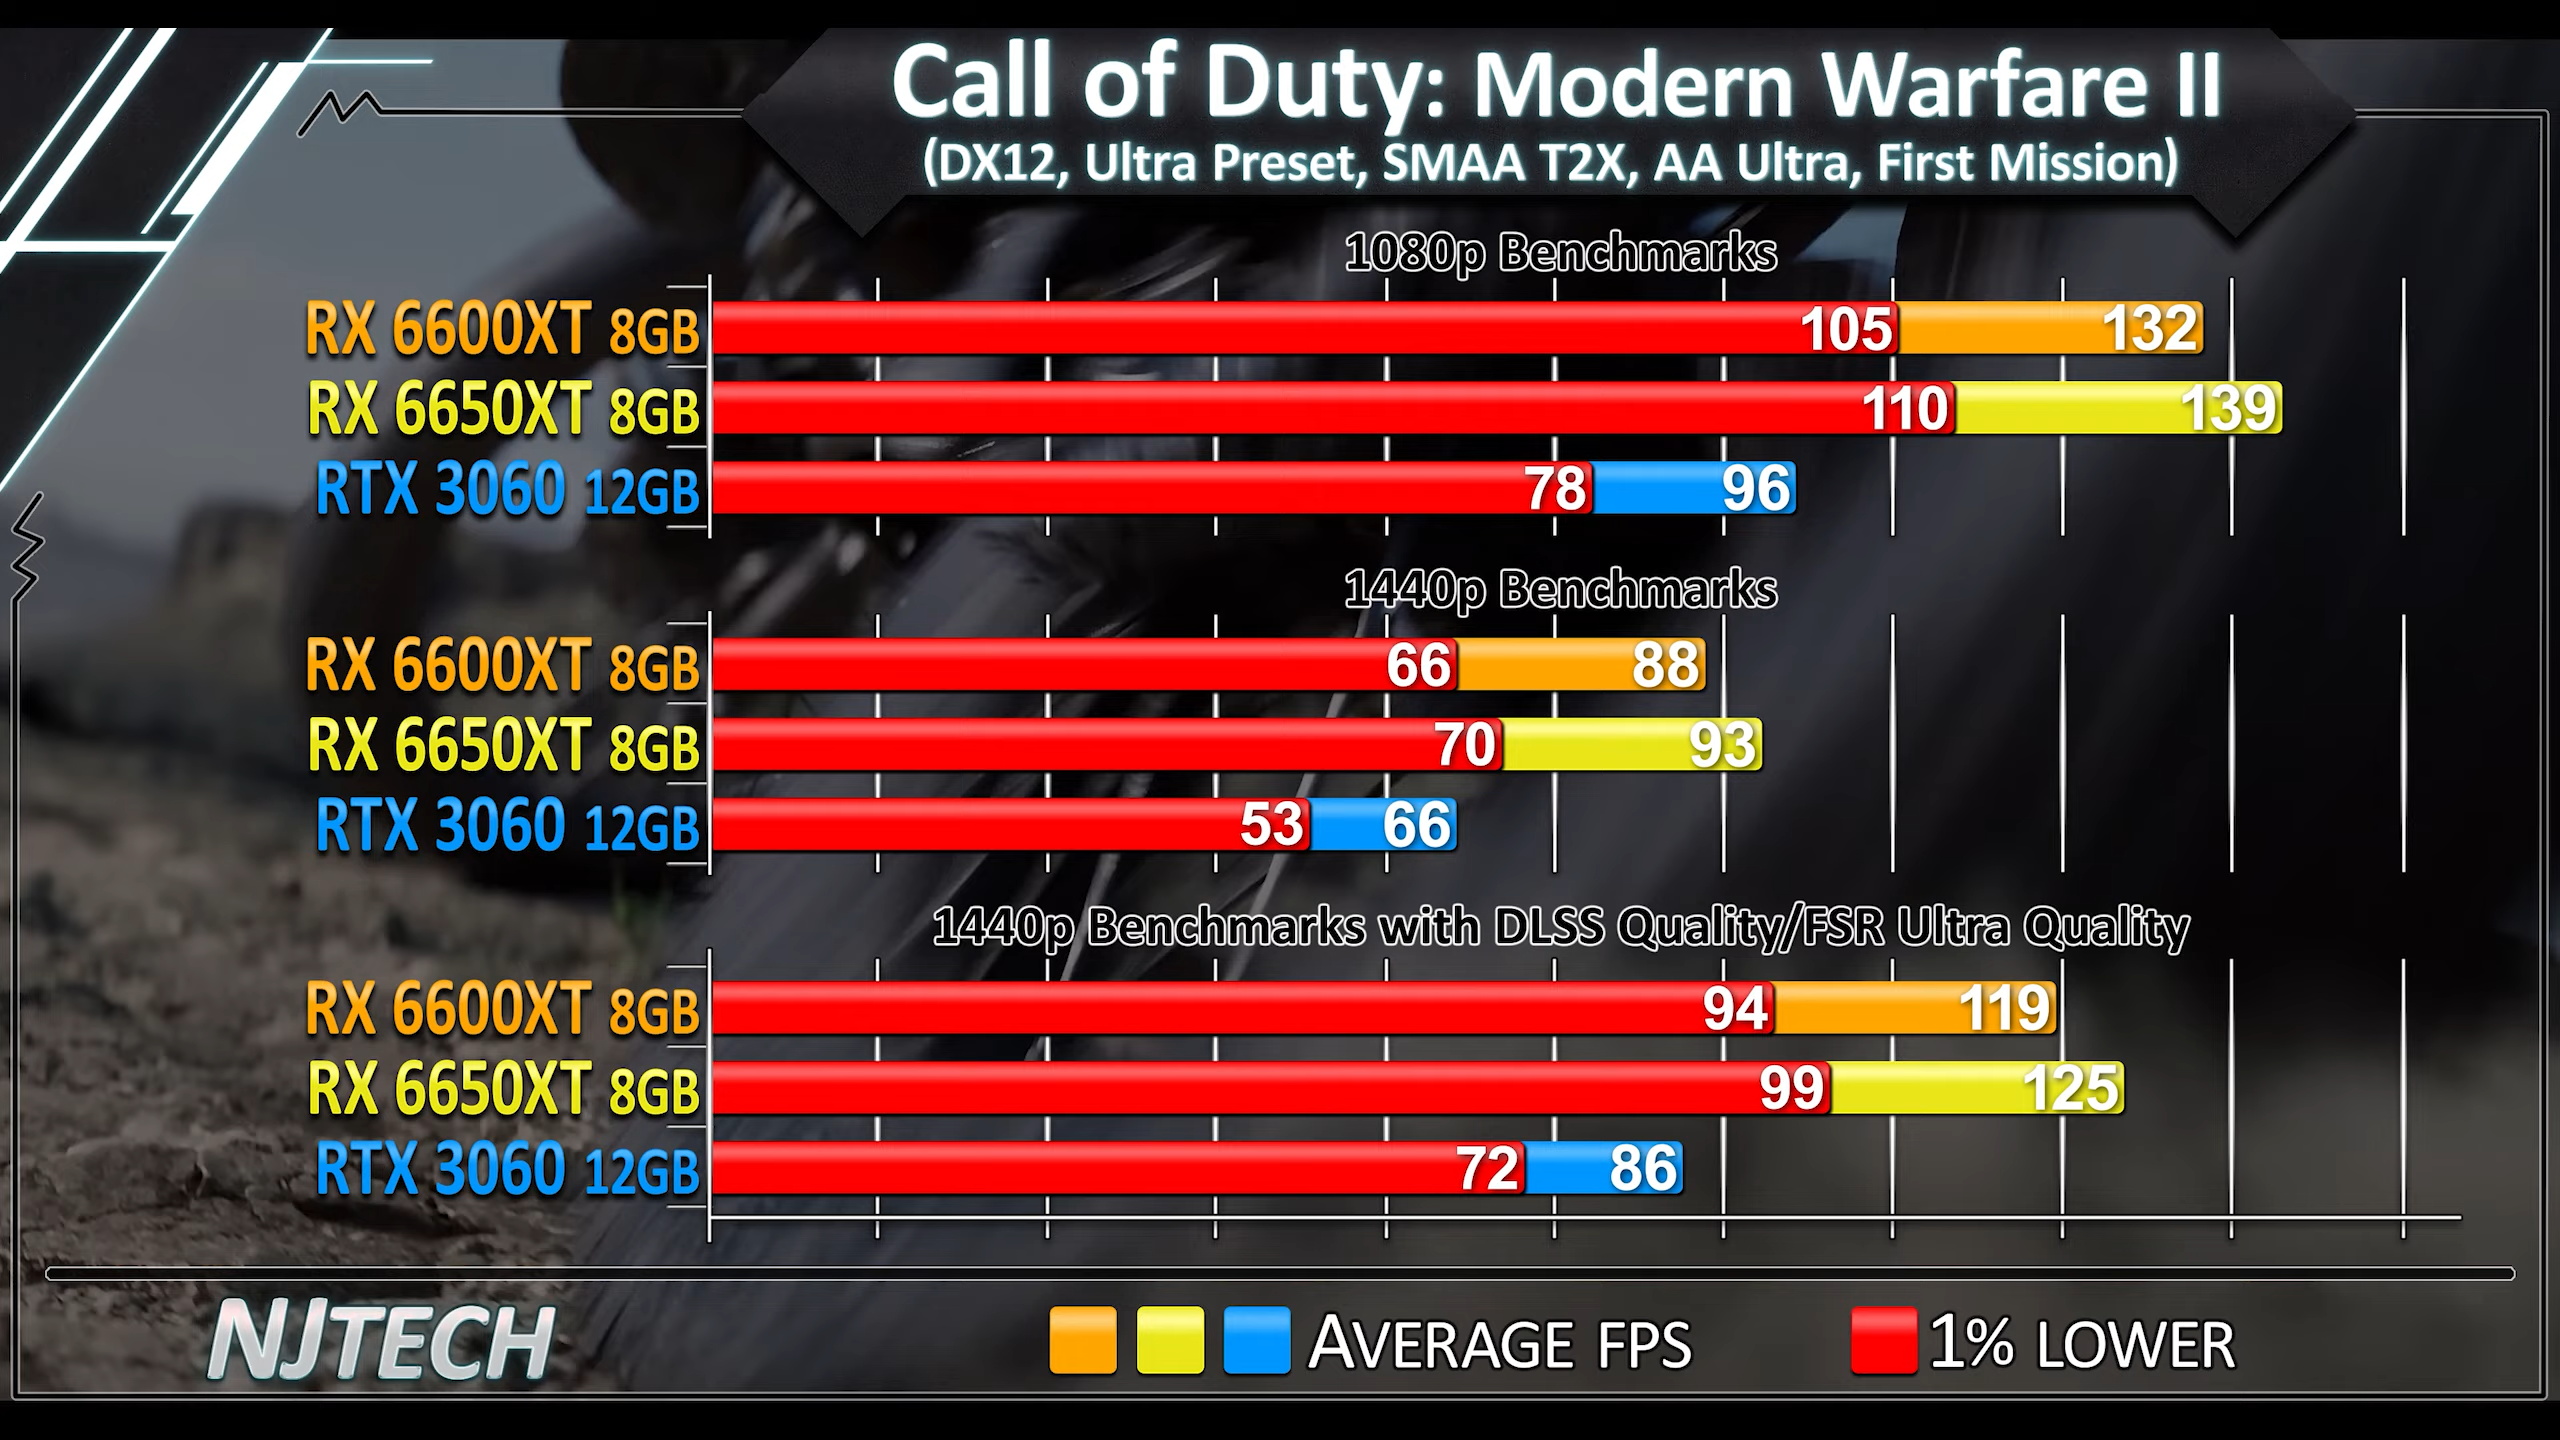 Call of Duty: Modern Warfare II
(DX12, Ultra Preset, SMAA T2X, AA Ultra, First Mission)
1080p Benchmarks
RX 6600XT 8GB 105 132
RX 6650XT 8GB 110 139
RTX 3060 12GB 78 96
1440p Benchmarks
RX 6600XT 8GB 66 88
RX 6650XT 8GB 70 93
RTX 3060 12GB 53 66
1440p Benchmarks with DLSS Quality/FSR Ultra Quality
RX 6600XT 8GB 94 119
RX 6650XT 8GB 99 125
RTX 3060 12GB 72 86
NJTECH AVERAGE FPS 1% LOWER